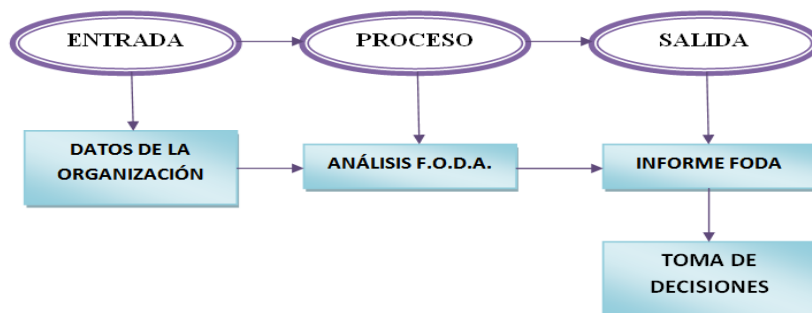 ENTRADA
PROCESO
SALIDA
DATOS DE LA
ORGANIZACIÓN
ANÁLISIS F.O.D.A.
INFORME FODA
TOMA DE
DECISIONES